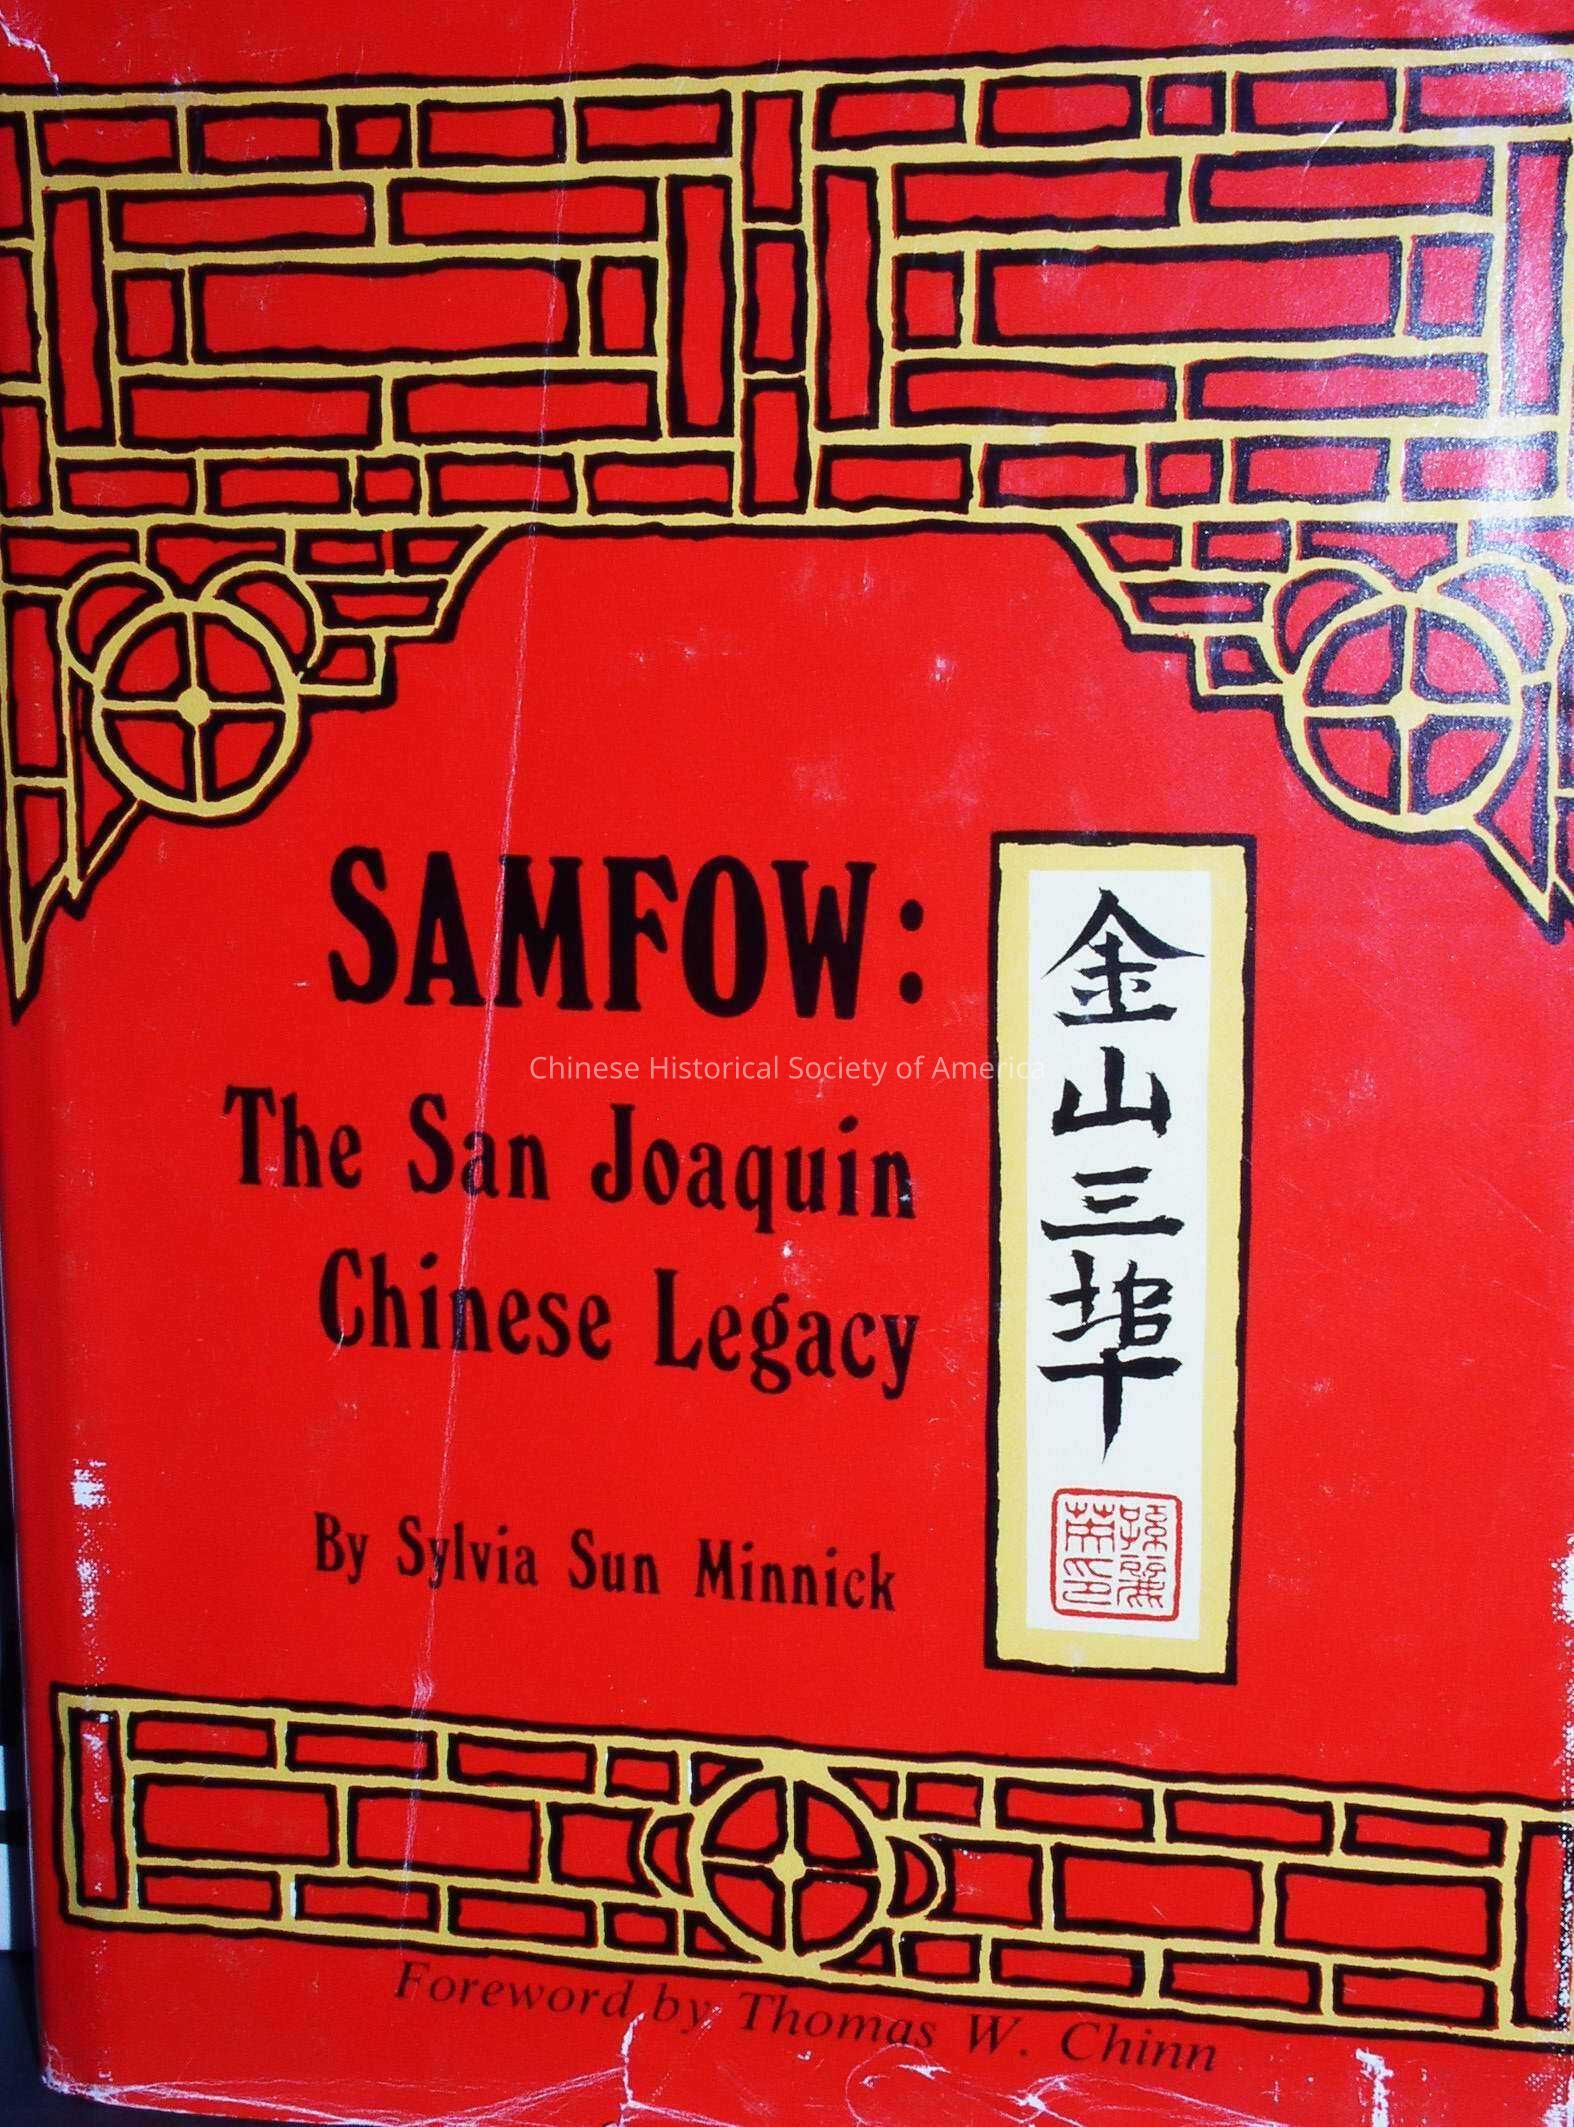 SAMFOW:
The San Joaquin
Chinese Legacy
By Sylvia Sun Minnick
金山三埠
Foreword by Thomas W. Chinn
Chinese Historical Society of America